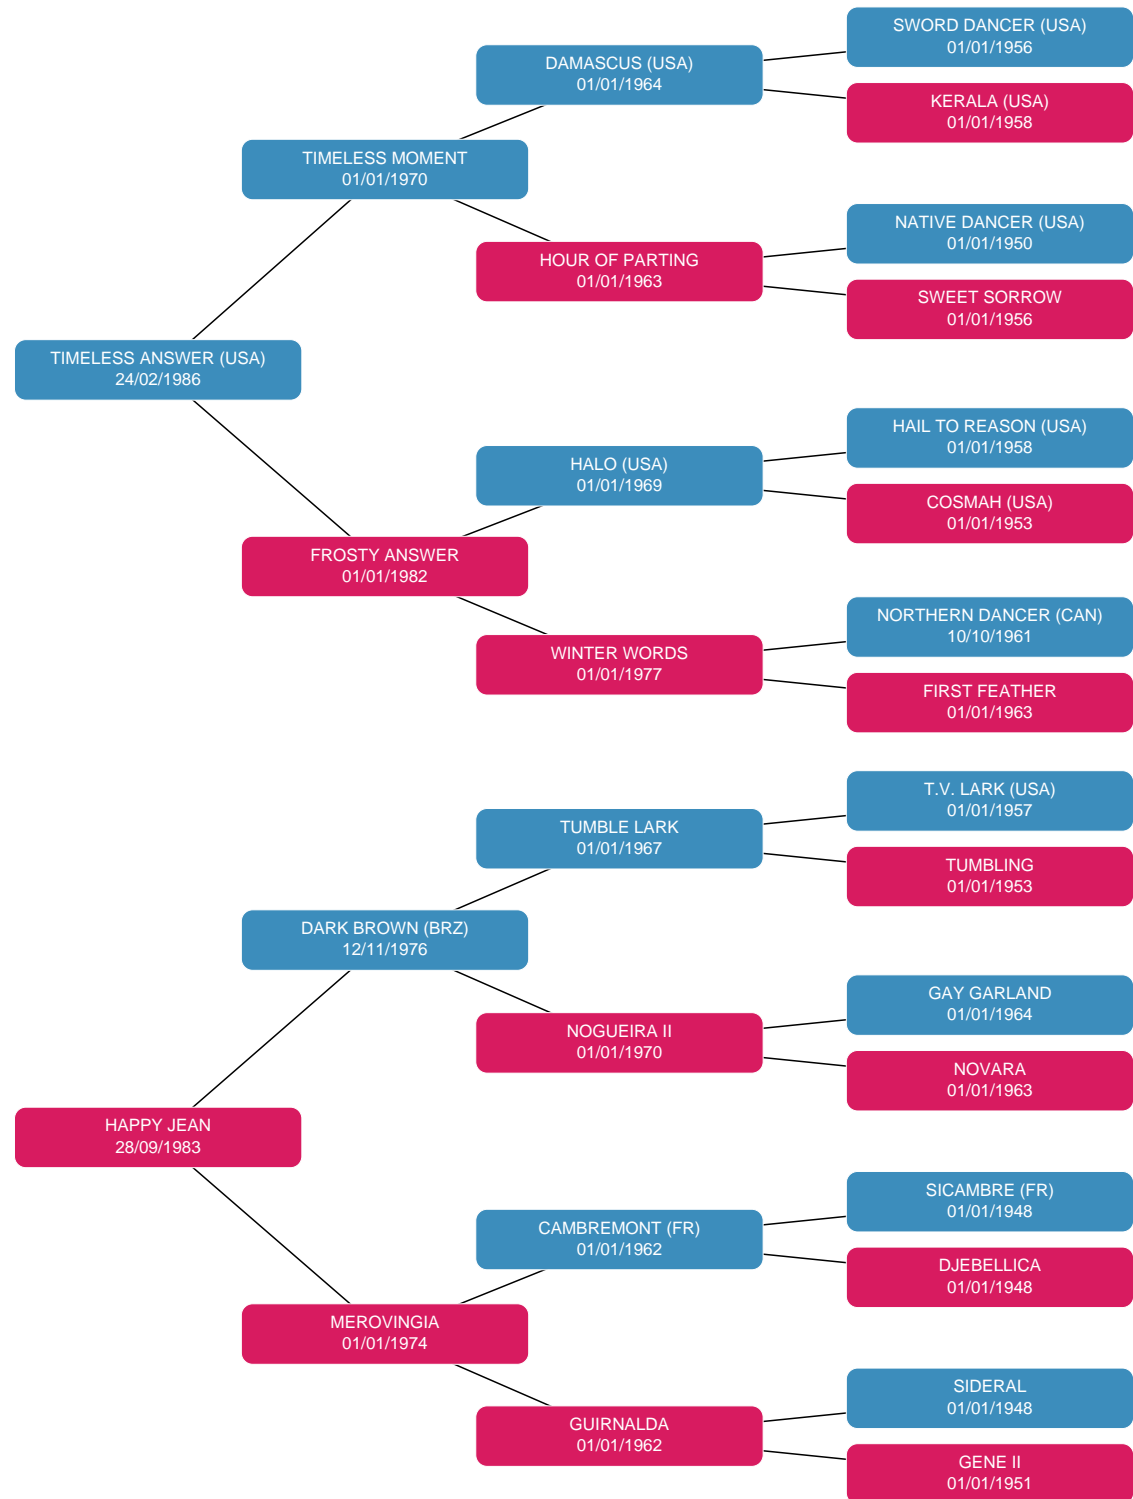 SWORD DANCER (USA)
01/01/1956
DAMASCUS (USA)
01/01/1964
KERALA (USA)
01/01/1958
TIMELESS MOMENT
01/01/1970
NATIVE DANCER (USA)
01/01/1950
HOUR OF PARTING
01/01/1963
SWEET SORROW
01/01/1956
TIMELESS ANSWER (USA)
24/02/1986
HAIL TO REASON (USA)
01/01/1958
HALO (USA)
01/01/1969
COSMAH (USA)
01/01/1953
FROSTY ANSWER
01/01/1982
NORTHERN DANCER (CAN)
10/10/1961
WINTER WORDS
01/01/1977
FIRST FEATHER
01/01/1963
T.V. LARK (USA)
01/01/1957
TUMBLE LARK
01/01/1967
TUMBLING
01/01/1953
DARK BROWN (BRZ)
12/11/1976
GAY GARLAND
01/01/1964
NOGUEIRA II
01/01/1970
NOVARA
01/01/1963
HAPPY JEAN
28/09/1983
SICAMBRE (FR)
01/01/1948
CAMBREMONT (FR)
01/01/1962
DJEBELLICA
01/01/1948
MEROVINGIA
01/01/1974
SIDERAL
01/01/1948
GUIRNALDA
01/01/1962
GENE II
01/01/1951